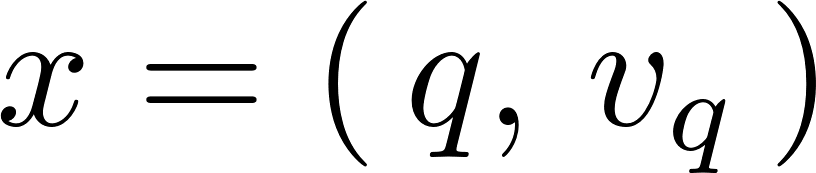 x = ( q, v_q )